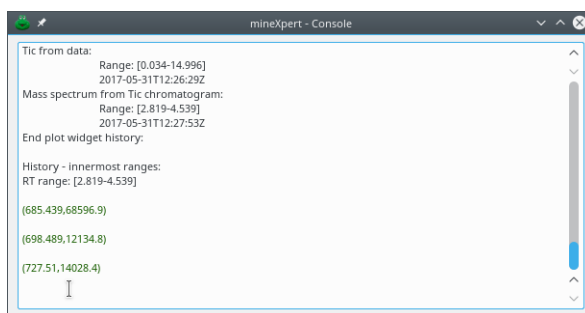 mineXpert - Console
Tic from data:
Range: [0.034-14.996]
2017-05-31T12:26:29Z
Mass spectrum from Tic chromatogram:
Range: [2.819-4.539]
2017-05-31T12:27:53Z
End plot widget history:
History - innermost ranges:
RT range: [2.819-4.539]
(685.439,68596.9)
(698.489,12134.8)
(727.51,14028.4)